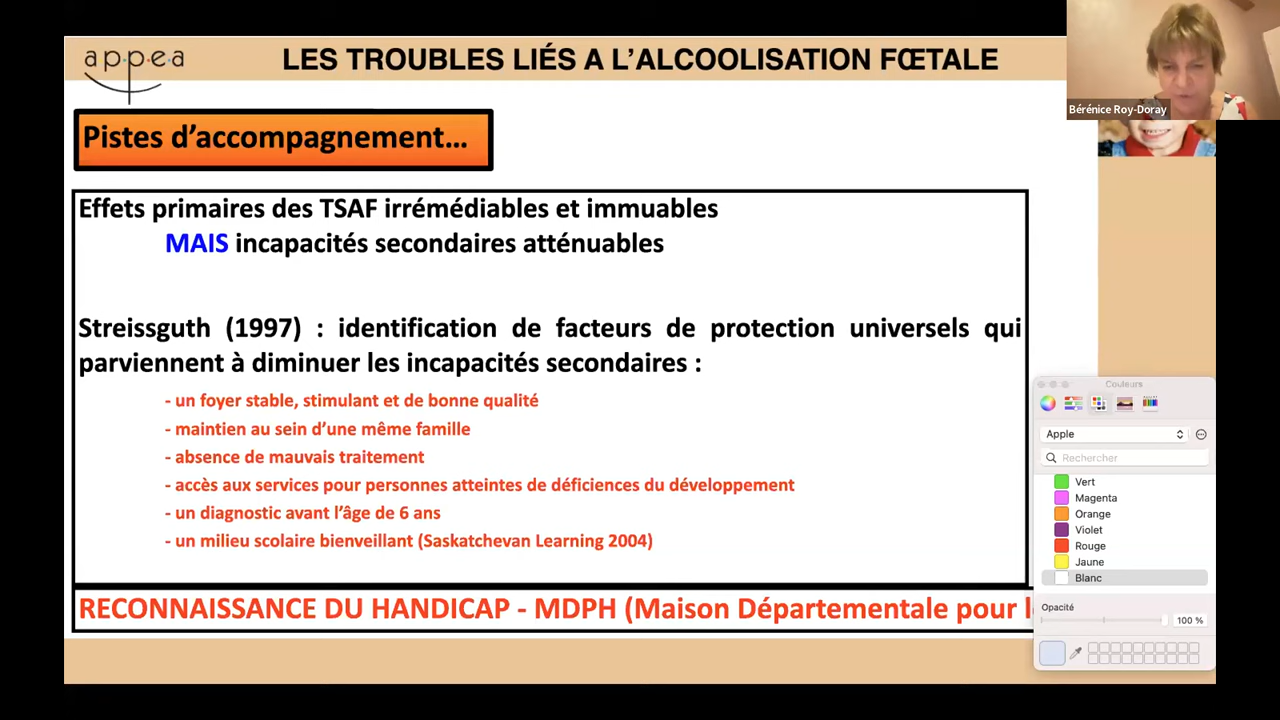 appea
LES TROUBLES LIÉS A L’ALCOOLISATION FŒTALE
Bérénice Roy-Doray
Pistes d’accompagnement…
Effets primaires des TSAF irrémédiables et immuables
MAIS incapacités secondaires atténuables
Streissguth (1997) : identification de facteurs de protection universels qui
parviennent à diminuer les incapacités secondaires :
- un foyer stable, stimulant et de bonne qualité
- maintien au sein d’une même famille
- absence de mauvais traitement
- accès aux services pour personnes atteintes de déficiences du développement
- un diagnostic avant l’âge de 6 ans
- un milieu scolaire bienveillant (Saskatchevan Learning 2004)
RECONNAISSANCE DU HANDICAP - MDPH (Maison Départementale pour
Couleurs
Apple
Rechercher
Vert
Magenta
Orange
Violet
Rouge
Jaune
Blanc
Opacité
100 %